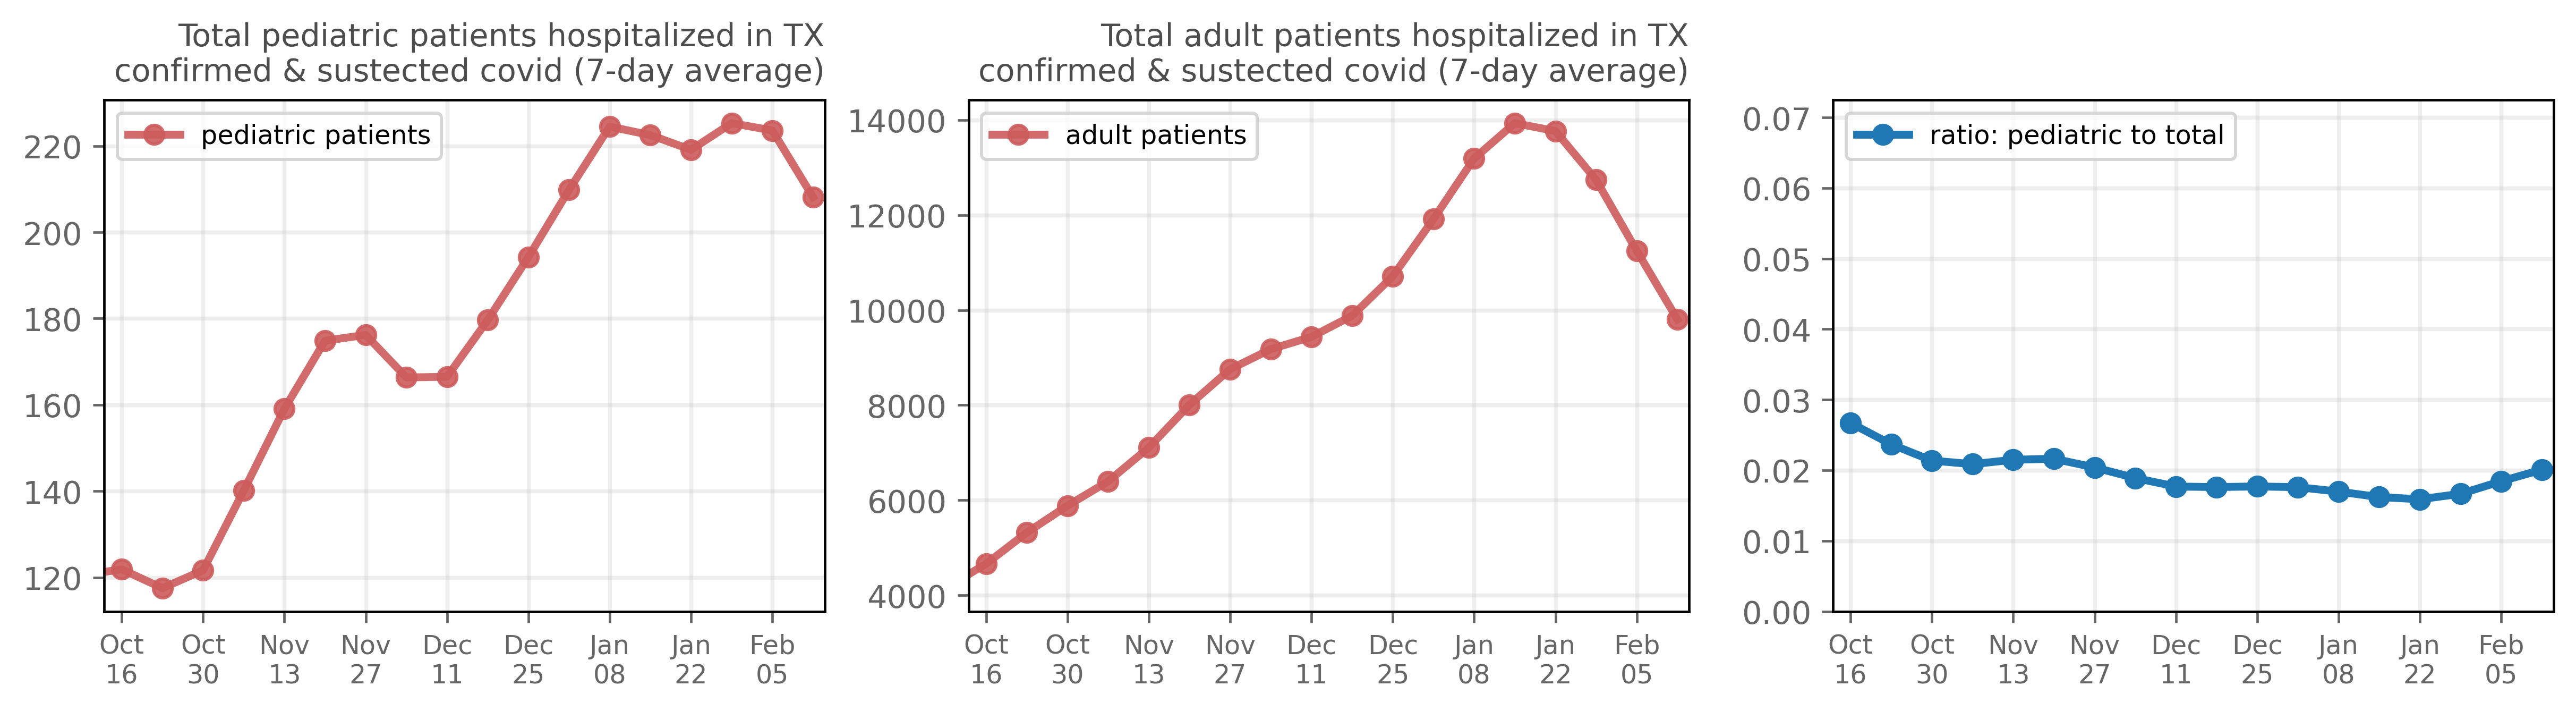 Total pediatric patients hospitalized in TX
confirmed & sustected covid (7-day average)
pediatric patients
220
200
180
160
140
120
Oct 16
Oct 30
Nov 13
Nov 27
Dec 11
Dec 25
Jan 08
Jan 22
Feb 05
Total adult patients hospitalized in TX
confirmed & sustected covid (7-day average)
adult patients
14000
12000
10000
8000
6000
4000
Oct 16
Oct 30
Nov 13
Nov 27
Dec 11
Dec 25
Jan 08
Jan 22
Feb 05
ratio: pediatric to total
0.07
0.06
0.05
0.04
0.03
0.02
0.01
0.00
Oct 16
Oct 30
Nov 13
Nov 27
Dec 11
Dec 25
Jan 08
Jan 22
Feb 05